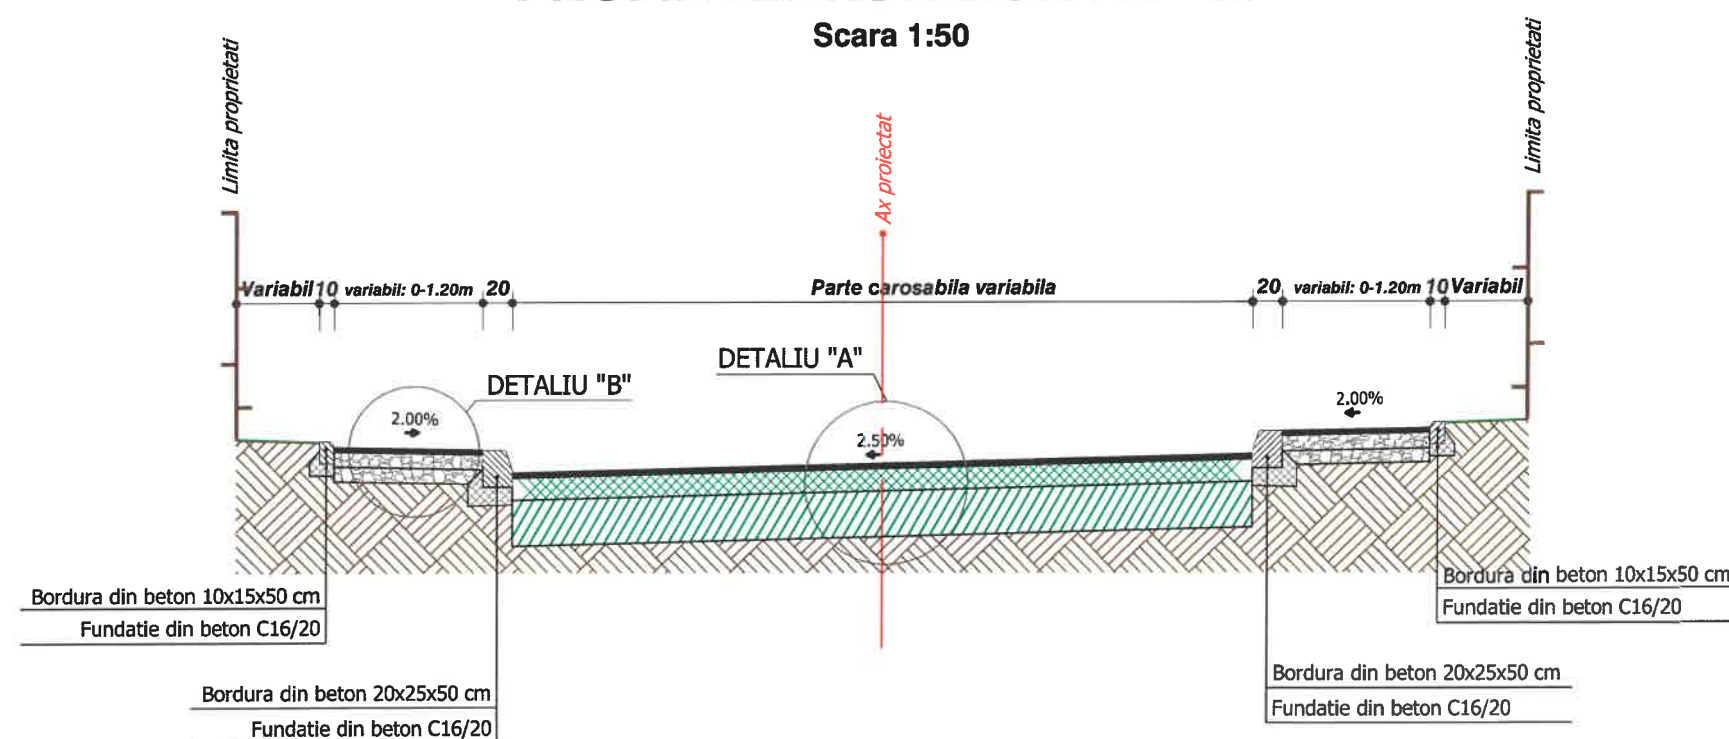 Scara 1:50
Limita proprietati
Limita proprietati
Ax proiectat
Variabil 10 variabil: 0-1.20m 20 Parte carosabila variabila 20 variabil: 0-1.20m 10 Variabil
DETALIU "A"
DETALIU "B"
2.00%
2.50%
2.00%
Bordura din beton 10x15x50 cm
Fundatie din beton C16/20
Bordura din beton 20x25x50 cm
Fundatie din beton C16/20
Bordura din beton 10x15x50 cm
Fundatie din beton C16/20
Bordura din beton 20x25x50 cm
Fundatie din beton C16/20